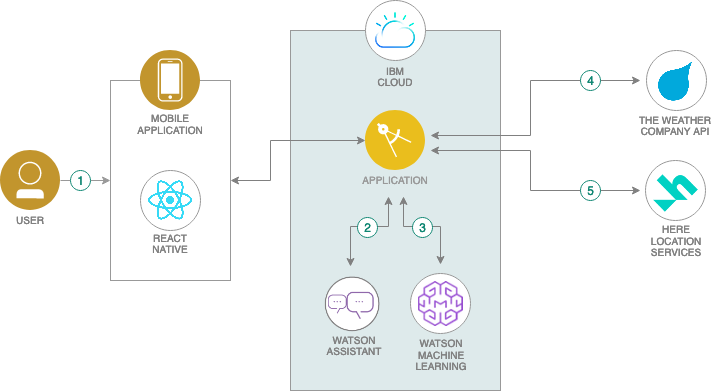 IBM
CLOUD
MOBILE
APPLICATION
4
THE WEATHER
COMPANY API
APPLICATION
1
USER
REACT
NATIVE
5
HERE
LOCATION
SERVICES
2
3
WATSON
ASSISTANT
WATSON
MACHINE
LEARNING